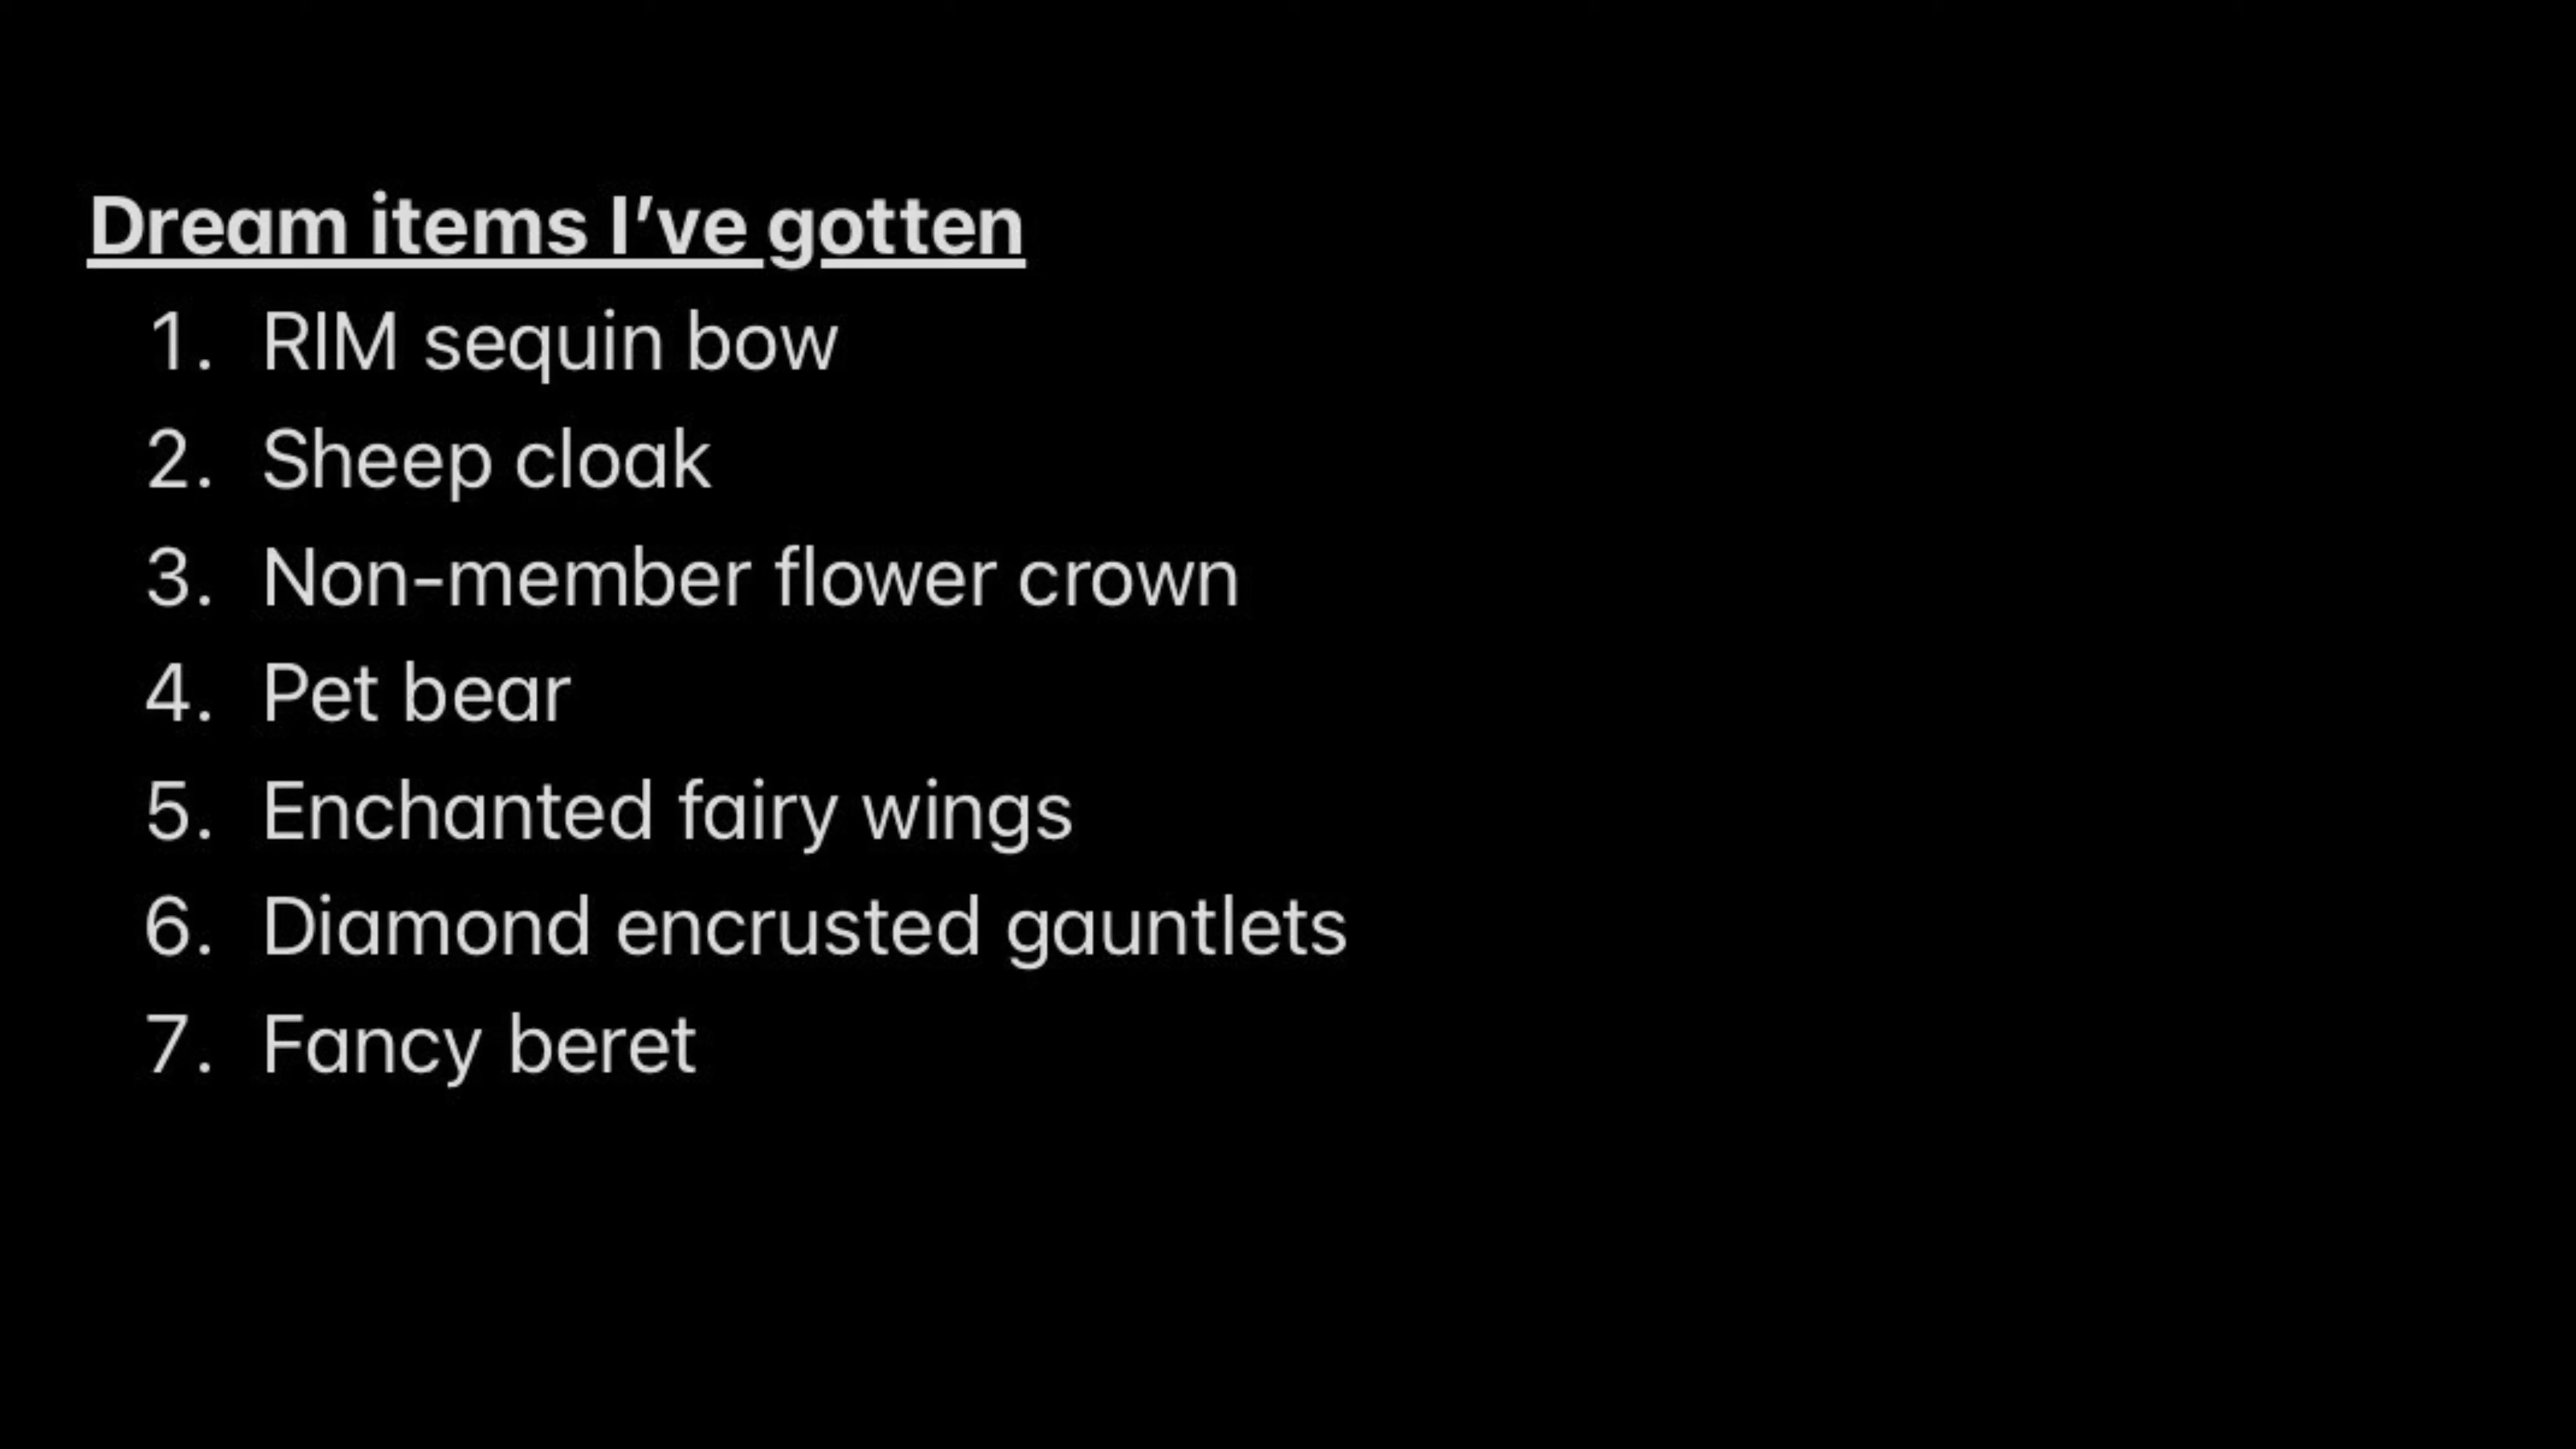 Dream items I’ve gotten
1. RIM sequin bow
2. Sheep cloak
3. Non-member flower crown
4. Pet bear
5. Enchanted fairy wings
6. Diamond encrusted gauntlets
7. Fancy beret